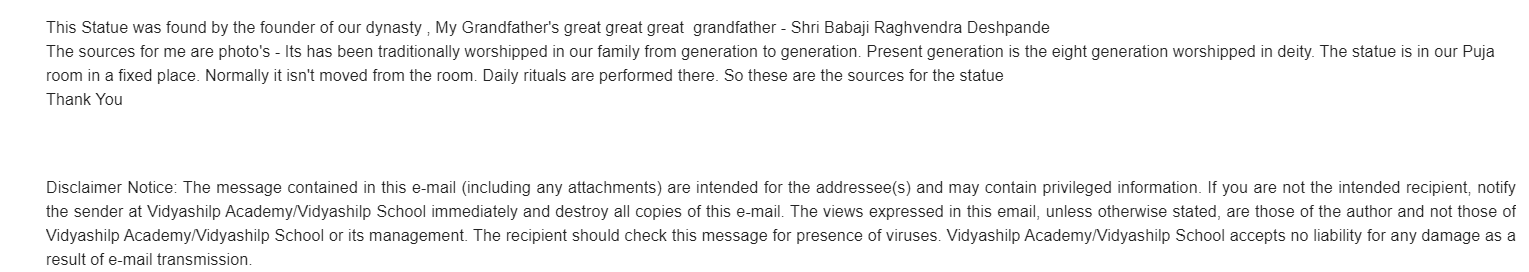 This Statue was found by the founder of our dynasty , My Grandfather's great great great  grandfather - Shri Babaji Raghvendra Deshpande
The sources for me are photo's - Its has been traditionally worshipped in our family from generation to generation. Present generation is the eight generation worshipped in deity. The statue is in our Puja
room in a fixed place. Normally it isn't moved from the room. Daily rituals are performed there. So these are the sources for the statue
Thank You
Disclaimer Notice: The message contained in this e-mail (including any attachments) are intended for the addressee(s) and may contain privileged information. If you are not the intended recipient, notify
the sender at Vidyashilp Academy/Vidyashilp School immediately and destroy all copies of this e-mail. The views expressed in this email, unless otherwise stated, are those of the author and not those of
Vidyashilp Academy/Vidyashilp School or its management. The recipient should check this message for presence of viruses. Vidyashilp Academy/Vidyashilp School accepts no liability for any damage as a
result of e-mail transmission.